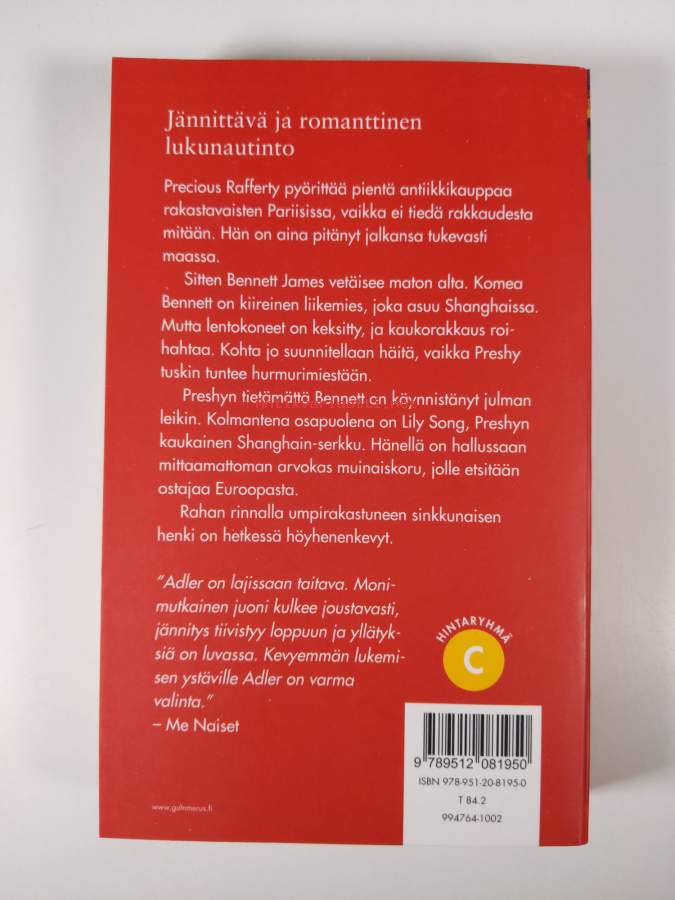 Jännittävä ja romanttinen
lukunautinto
Precious Rafferty pyörittää pientä antiikkikauppaa
rakastavaisten Pariisissa, vaikka ei tiedä rakkaudesta
mitään. Hän on aina pitänyt jalkansa tukevasti
maassa.
Sitten Bennett James vetäisee maton alta. Komea
Bennett on kiireinen liikemies, joka asuu Shanghaissa.
Mutta lentokoneet on keksitty, ja kaukorakkaus roi-
hahtaa. Kohta jo suunnitellaan häitä, vaikka Preshy
tuskin tuntee hurmurimiestään.
Preshyn tietämättä Bennett on käynnistänyt julman
leikin. Kolmantena osapuolena on Lily Song, Preshyn
kaukainen Shanghain-serkku. Hänellä on hallussaan
mittaamattoman arvokas muinaiskoru, jolle etsitään
ostajaa Euroopasta.
Rahan rinnalla umpirakastuneen sinkkunaisen
henki on hetkessä höyhenenkevyt.
"Adler on lajissaan taitava. Moni-
mutkainen juoni kulkee joustavasti,
jännitys tiivistyy loppuun ja yllätyk-
siä on luvassa. Kevyemmän lukemi-
sen ystäville Adler on varma
valinta."
– Me Naiset
HINTARYHMÄ
C
9 789512 081950
ISBN 978-951-20-8195-0
T 84.2
994764-1002
www.gummerus.fi